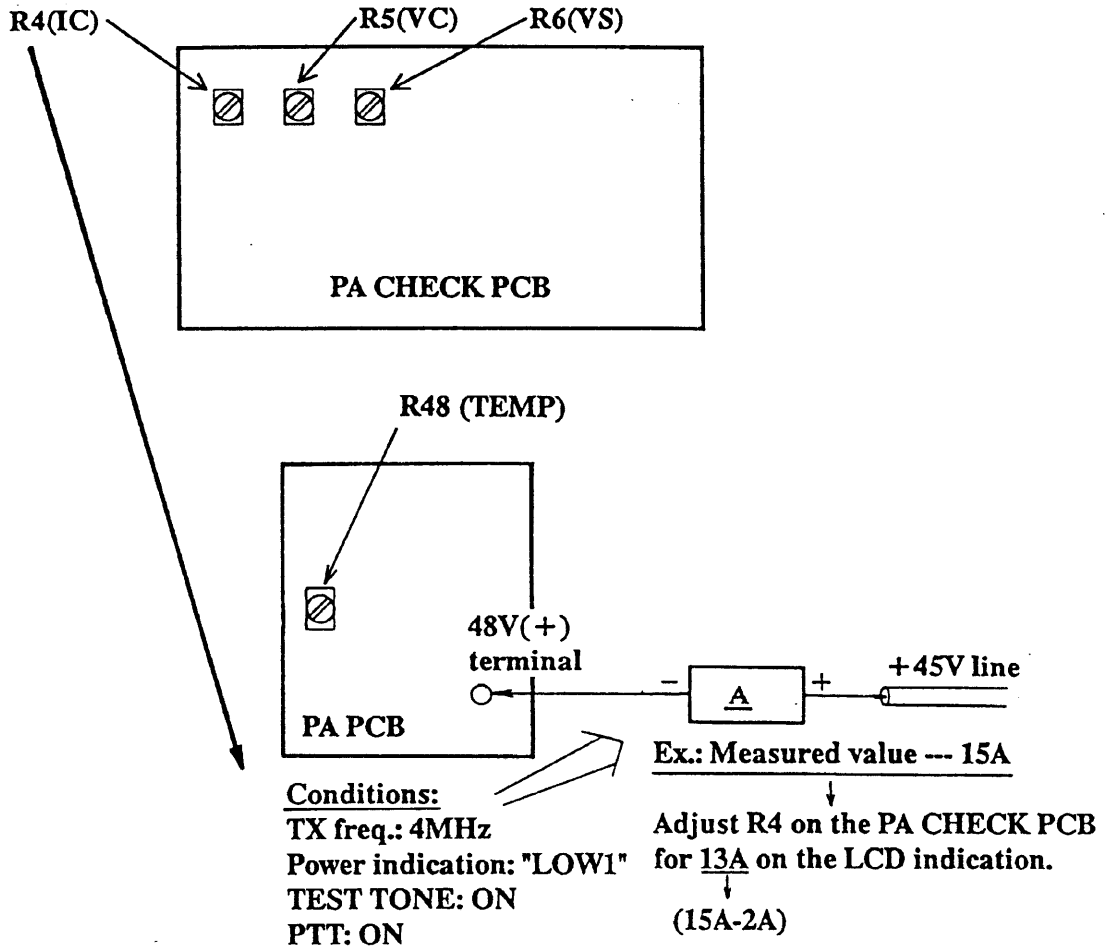 R4(IC) R5(VC) R6(VS)
PA CHECK PCB
R48 (TEMP)
48V(+)
terminal
− A + +45V line
PA PCB
Conditions:
TX freq.: 4MHz
Power indication: "LOW1"
TEST TONE: ON
PTT: ON
Ex.: Measured value --- 15A
Adjust R4 on the PA CHECK PCB
for 13A on the LCD indication.
(15A-2A)